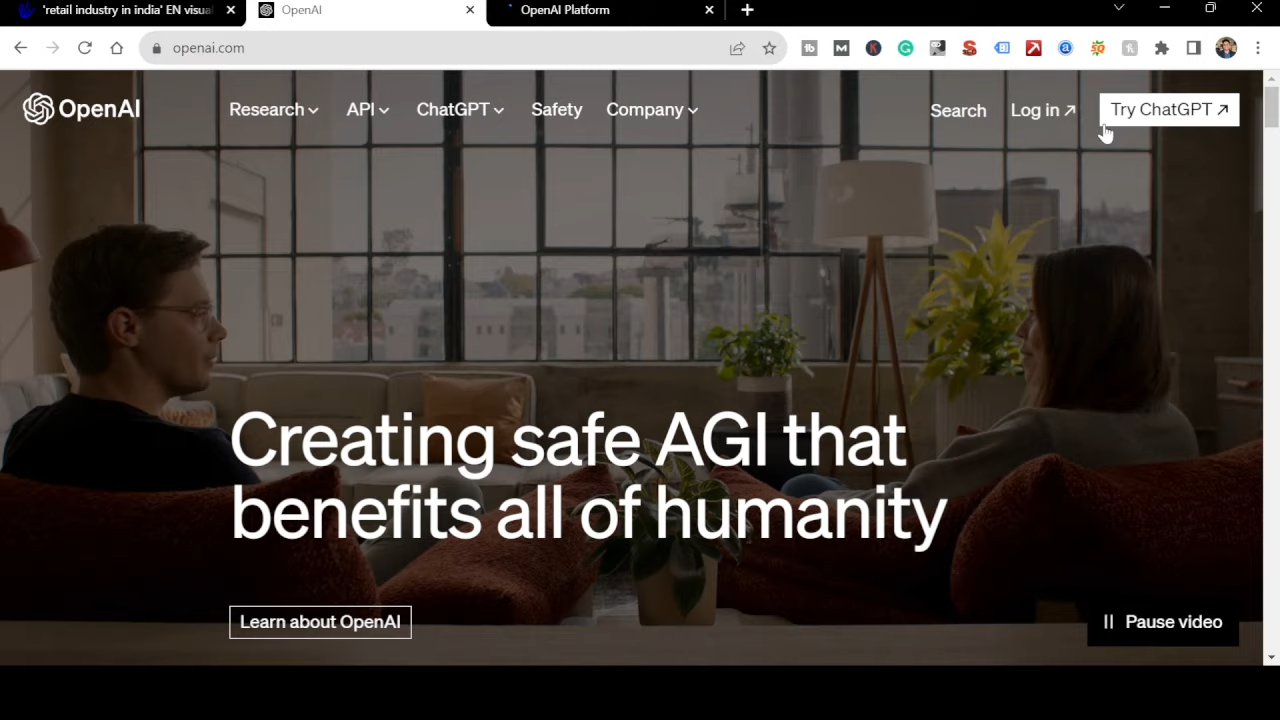 'retail industry in india' EN visual
OpenAI
OpenAI Platform
openai.com
OpenAI
Research
API
ChatGPT
Safety
Company
Search
Log in
Try ChatGPT
Creating safe AGI that
benefits all of humanity
Learn about OpenAI
Pause video